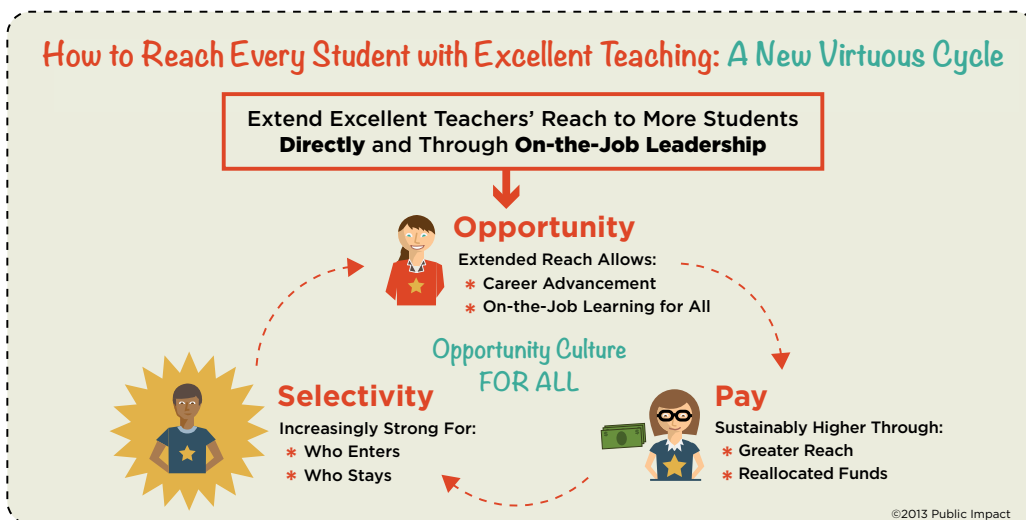 How to Reach Every Student with Excellent Teaching: A New Virtuous Cycle
Extend Excellent Teachers' Reach to More Students
Directly and Through On-the-Job Leadership
Opportunity
Extended Reach Allows:
* Career Advancement
* On-the-Job Learning for All
Opportunity Culture
FOR ALL
Selectivity
Increasingly Strong For:
* Who Enters
* Who Stays
Pay
Sustainably Higher Through:
* Greater Reach
* Reallocated Funds
©2013 Public Impact